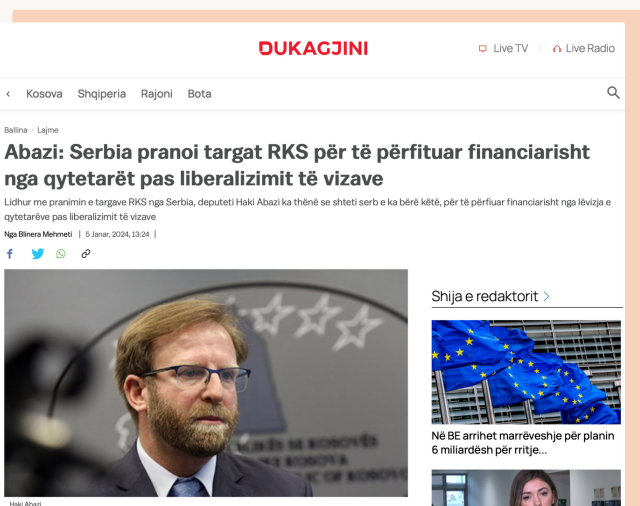 DUKAGJINI
Live TV
Live Radio
Kosova Shqiperia Rajoni Bota
Ballina › Lajme
Abazi: Serbia pranoi targat RKS për të përfituar financiarisht
nga qytetarët pas liberalizimit të vizave
Lidhur me pranimin e targave RKS nga Serbia, deputeti Haki Abazi ka thënë se shteti serb e ka bërë këtë, për të përfiuar financiarisht nga lëvizja e
qytetarëve pas liberalizimit të vizave
Nga Blinera Mehmeti | 5 Janar, 2024, 13:24 |
Shija e redaktorit >
Në BE arrihet marrëveshje për planin
6 miliardësh për rritje...
Haki Abazi